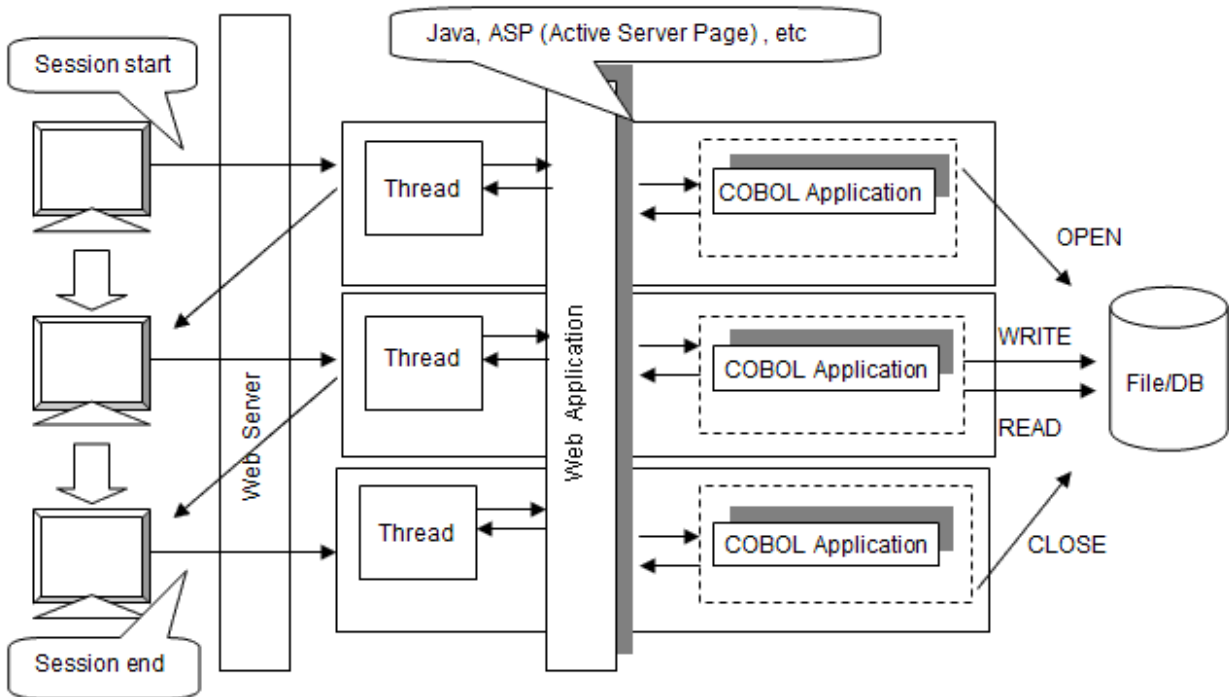 Java, ASP (Active Server Page) , etc
Session start
Thread
COBOL Application
OPEN
Thread
COBOL Application
WRITE
File/DB
READ
Web Server
Web Application
Thread
COBOL Application
CLOSE
Session end